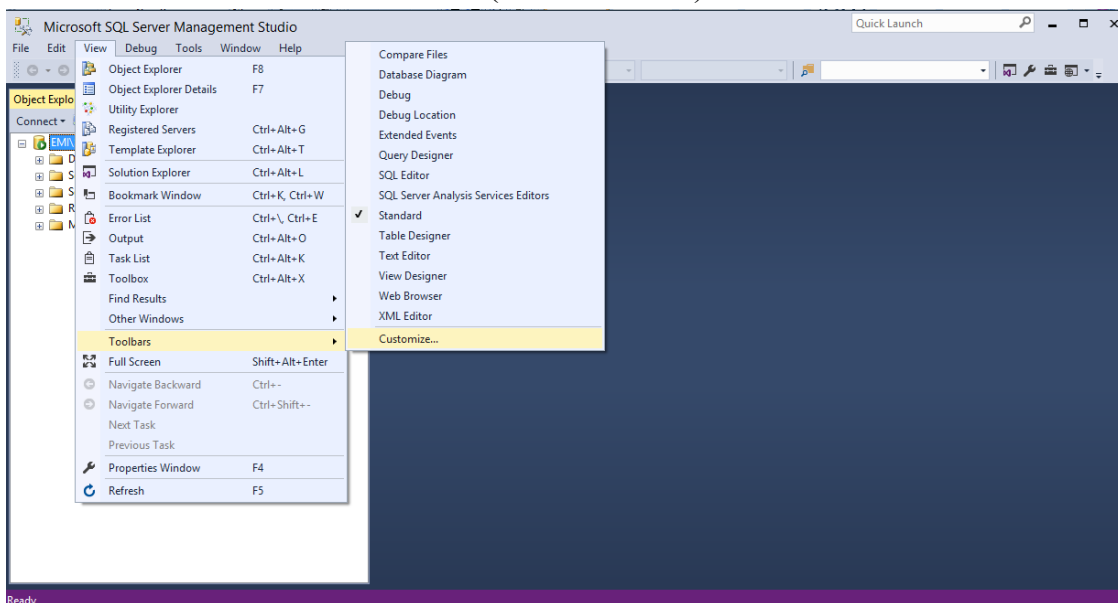 Microsoft SQL Server Management Studio
Quick Launch
File Edit View Debug Tools Window Help
Object Explo
Connect
EMI\
D
S
S
R
M
Object Explorer F8
Object Explorer Details F7
Utility Explorer
Registered Servers Ctrl+Alt+G
Template Explorer Ctrl+Alt+T
Solution Explorer Ctrl+Alt+L
Bookmark Window Ctrl+K, Ctrl+W
Error List Ctrl+\, Ctrl+E
Output Ctrl+Alt+O
Task List Ctrl+Alt+K
Toolbox Ctrl+Alt+X
Find Results
Other Windows
Toolbars
Full Screen Shift+Alt+Enter
Navigate Backward Ctrl+-
Navigate Forward Ctrl+Shift+-
Next Task
Previous Task
Properties Window F4
Refresh F5
Compare Files
Database Diagram
Debug
Debug Location
Extended Events
Query Designer
SQL Editor
SQL Server Analysis Services Editors
Standard
Table Designer
Text Editor
View Designer
Web Browser
XML Editor
Customize...
Ready